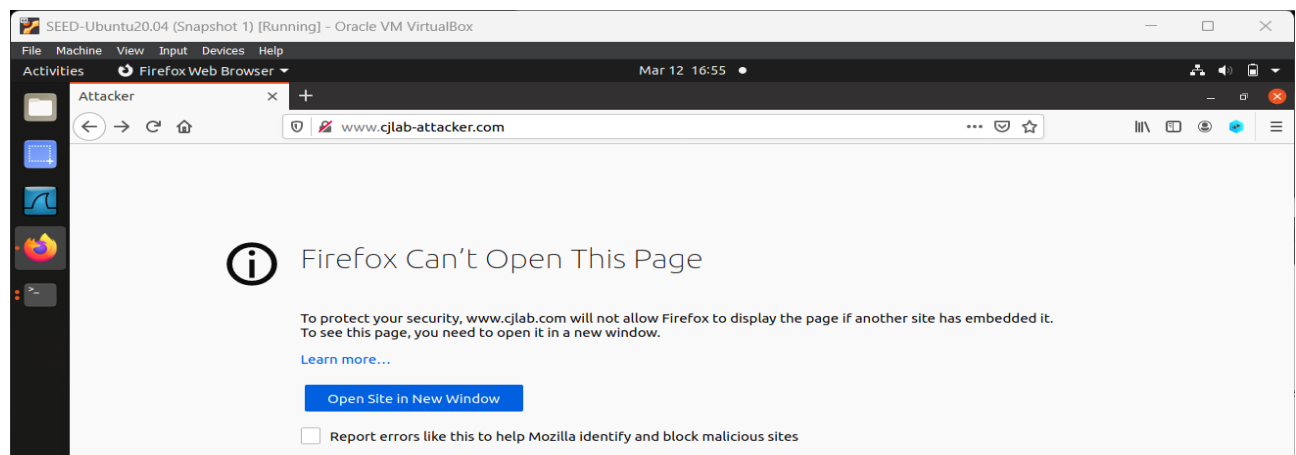 SEED-Ubuntu20.04 (Snapshot 1) [Running] - Oracle VM VirtualBox
File Machine View Input Devices Help
Activities Firefox Web Browser Mar 12 16:55
Attacker
www.cjlab-attacker.com
Firefox Can't Open This Page
To protect your security, www.cjlab.com will not allow Firefox to display the page if another site has embedded it.
To see this page, you need to open it in a new window.
Learn more...
Open Site in New Window
Report errors like this to help Mozilla identify and block malicious sites